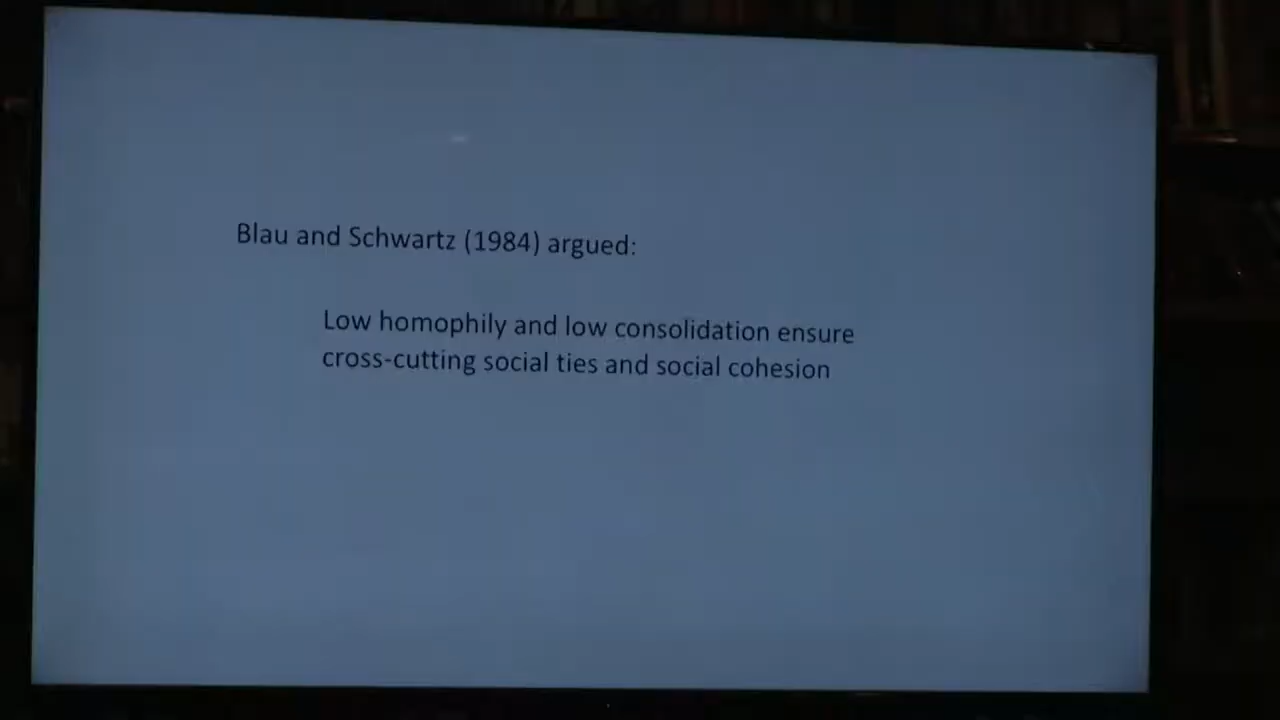 Blau and Schwartz (1984) argued:
Low homophily and low consolidation ensure
cross-cutting social ties and social cohesion